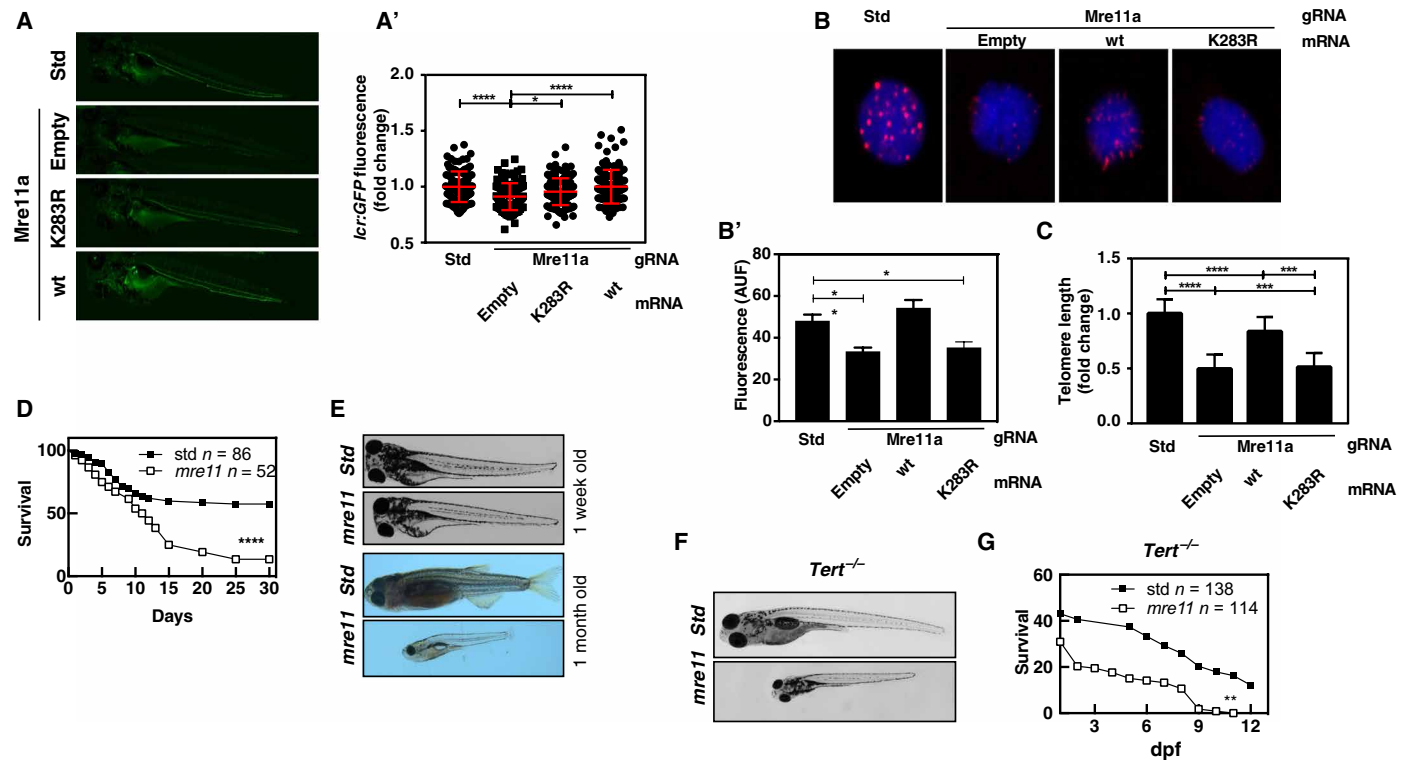 A
Std
Mre11a
Empty
K283R
wt
A'
lcr:GFP fluorescence
(fold change)
2.0
1.5
1.0
0.5
****
****
*
Std
Mre11a
gRNA
Empty
K283R
wt
mRNA
B
Std
Mre11a
gRNA
Empty
wt
K283R
mRNA
B'
Fluorescence (AUF)
80
60
40
20
0
*
*
*
Std
Mre11a
gRNA
Empty
wt
K283R
mRNA
C
Telomere length
(fold change)
1.5
1.0
0.5
0.0
****
***
****
***
Std
Mre11a
gRNA
Empty
wt
K283R
mRNA
D
Survival
100
50
0
std n = 86
mre11 n = 52
****
0 5 10 15 20 25 30
Days
E
Std
mre11
1 week old
Std
mre11
1 month old
F
Tert–/–
Std
mre11
G
Tert–/–
Survival
60
40
20
0
std n = 138
mre11 n = 114
**
3 6 9 12
dpf